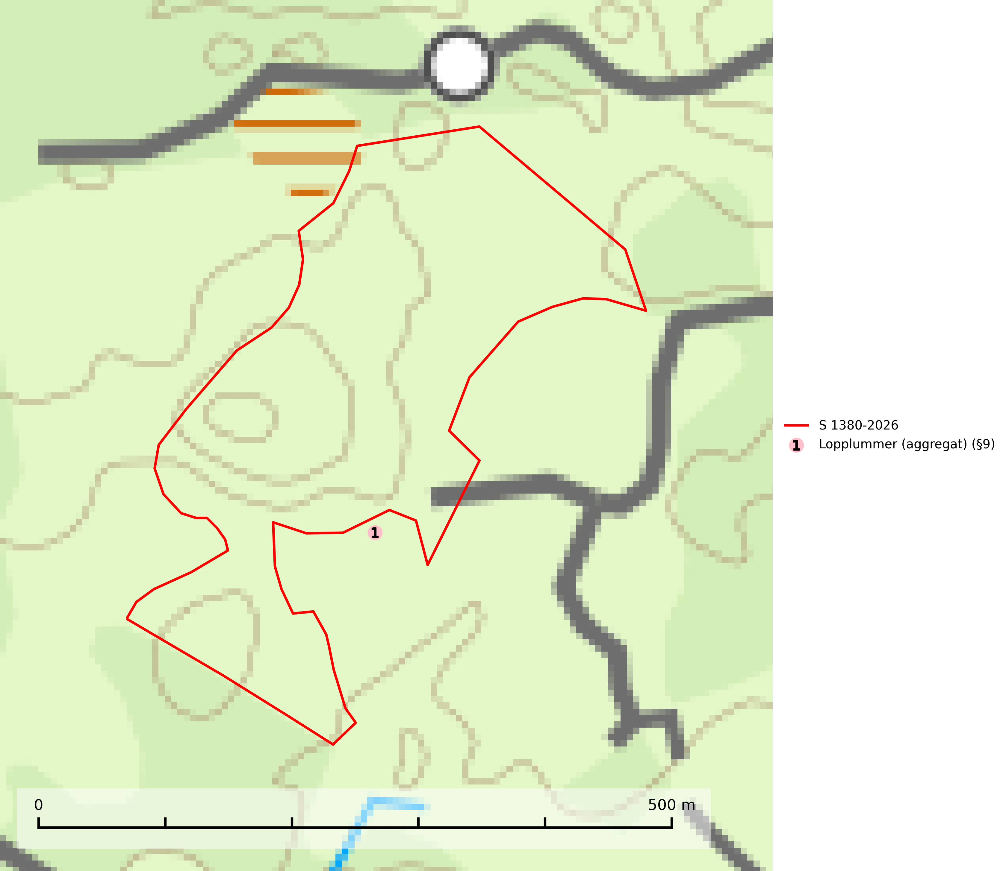 S 1380-2026
1 Lopplummer (aggregat) (§9)
1
0 500 m